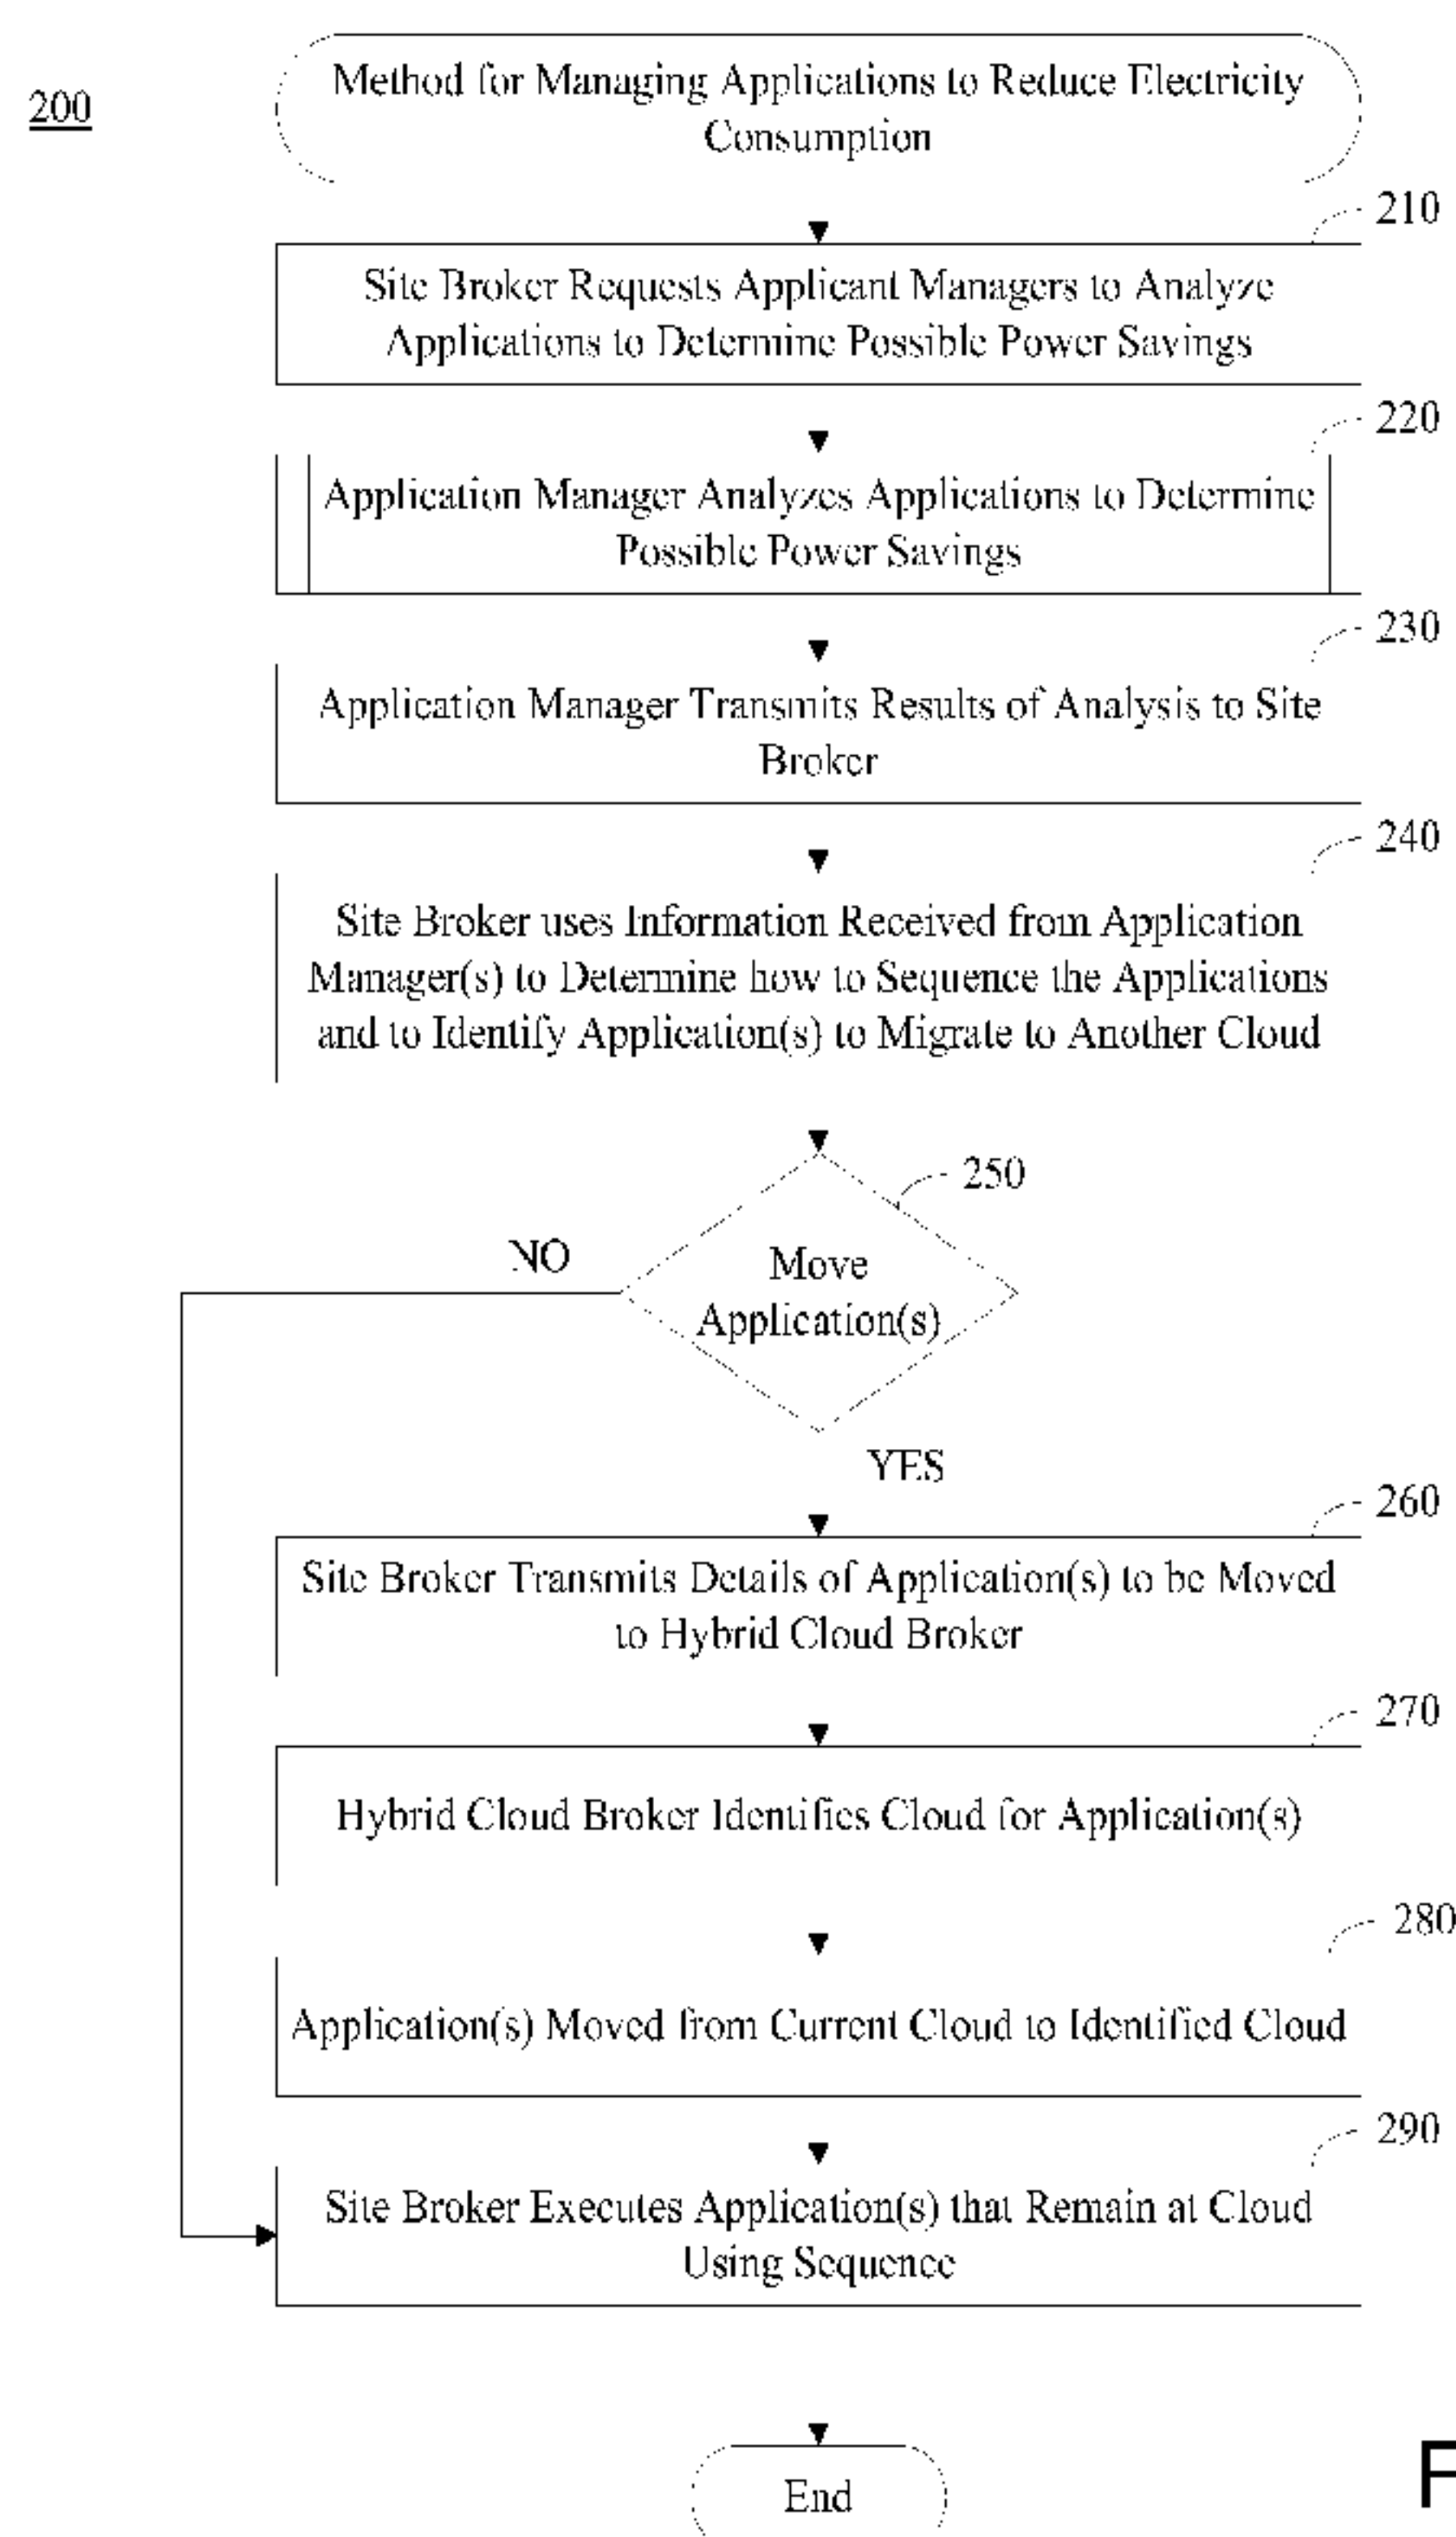 200
Method for Managing Applications to Reduce Electricity
Consumption
210
Site Broker Requests Applicant Managers to Analyze
Applications to Determine Possible Power Savings
220
Application Manager Analyzes Applications to Determine
Possible Power Savings
230
Application Manager Transmits Results of Analysis to Site
Broker
240
Site Broker uses Information Received from Application
Manager(s) to Determine how to Sequence the Applications
and to Identify Application(s) to Migrate to Another Cloud
250
NO
Move
Application(s)
YES
260
Site Broker Transmits Details of Application(s) to be Moved
to Hybrid Cloud Broker
270
Hybrid Cloud Broker Identifies Cloud for Application(s)
280
Application(s) Moved from Current Cloud to Identified Cloud
290
Site Broker Executes Application(s) that Remain at Cloud
Using Sequence
End
F